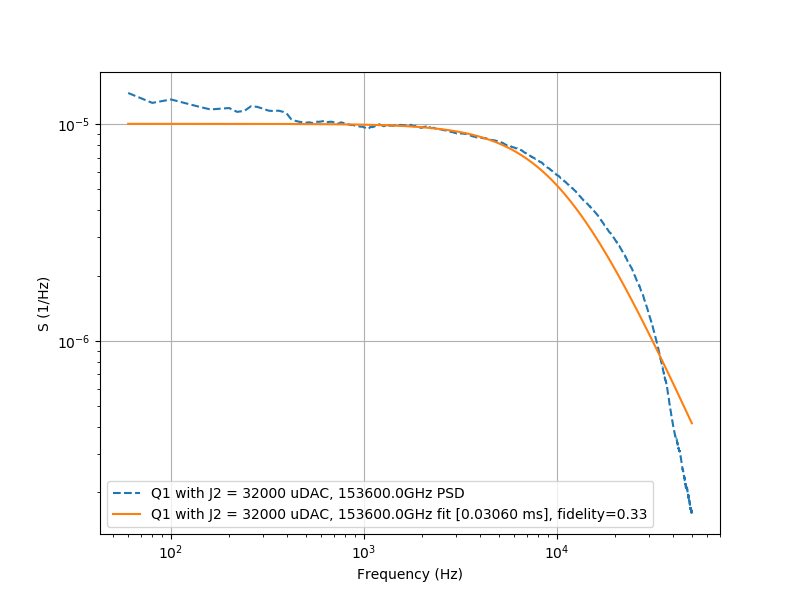 10⁻⁵
10⁻⁶
S (1/Hz)
Q1 with J2 = 32000 uDAC, 153600.0GHz PSD
Q1 with J2 = 32000 uDAC, 153600.0GHz fit [0.03060 ms], fidelity=0.33
10² 10³ 10⁴
Frequency (Hz)